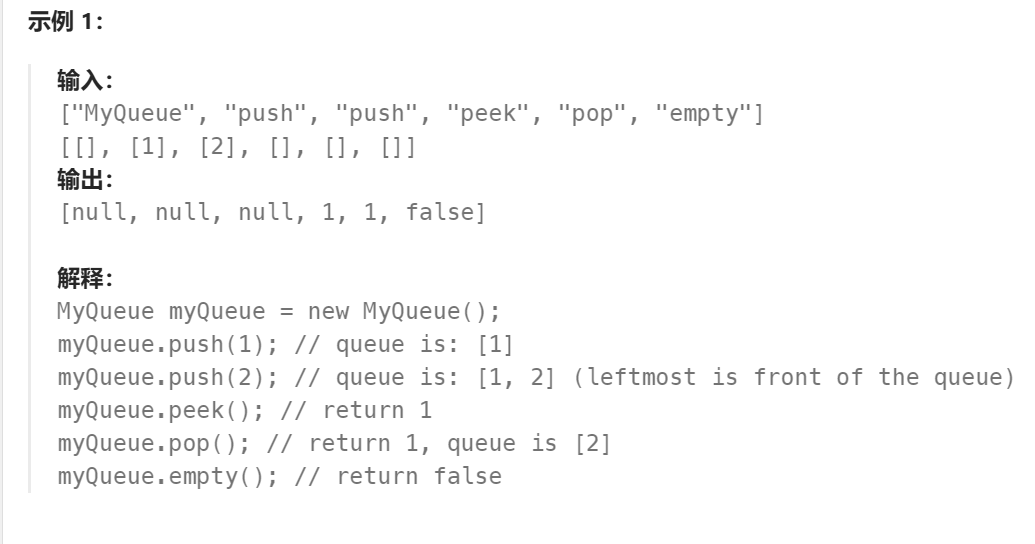 示例 1:
输入:
["MyQueue", "push", "push", "peek", "pop", "empty"]
[[], [1], [2], [], [], []]
输出:
[null, null, null, 1, 1, false]
解释:
MyQueue myQueue = new MyQueue();
myQueue.push(1); // queue is: [1]
myQueue.push(2); // queue is: [1, 2] (leftmost is front of the queue)
myQueue.peek(); // return 1
myQueue.pop(); // return 1, queue is [2]
myQueue.empty(); // return false